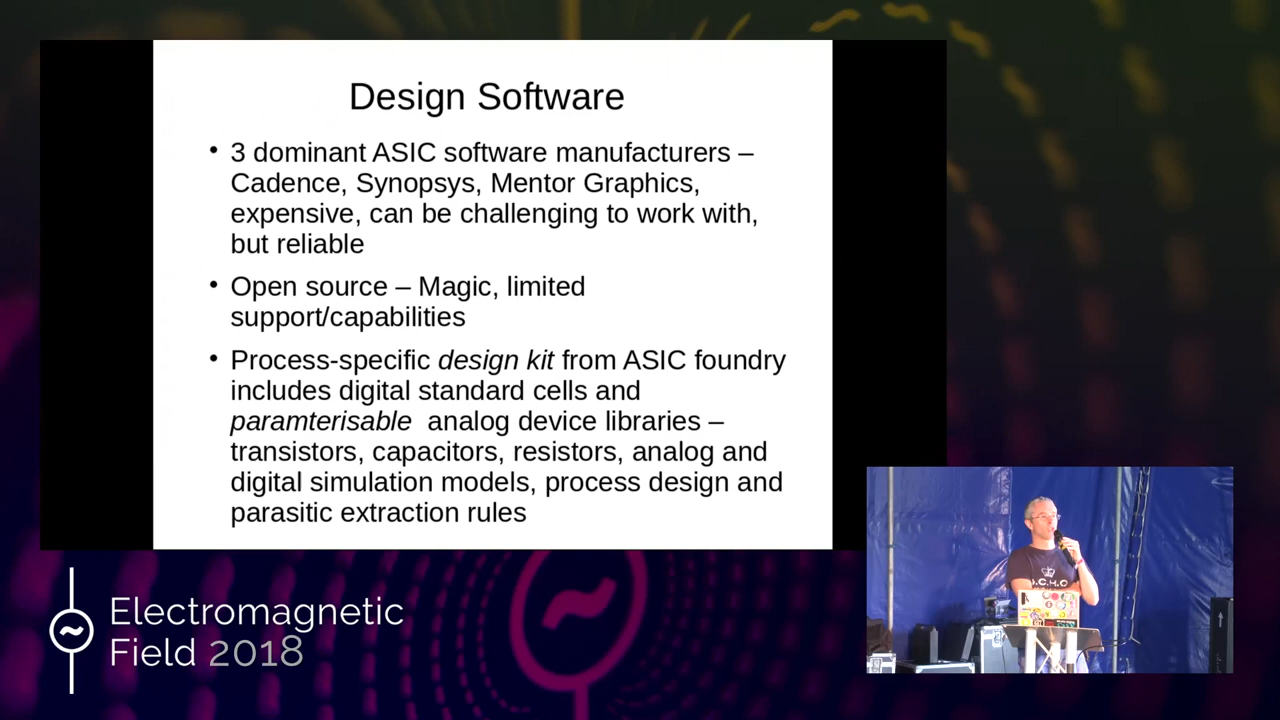 Design Software
• 3 dominant ASIC software manufacturers –
Cadence, Synopsys, Mentor Graphics,
expensive, can be challenging to work with,
but reliable
• Open source – Magic, limited
support/capabilities
• Process-specific design kit from ASIC foundry
includes digital standard cells and
paramterisable analog device libraries –
transistors, capacitors, resistors, analog and
digital simulation models, process design and
parasitic extraction rules
Electromagnetic
Field 2018